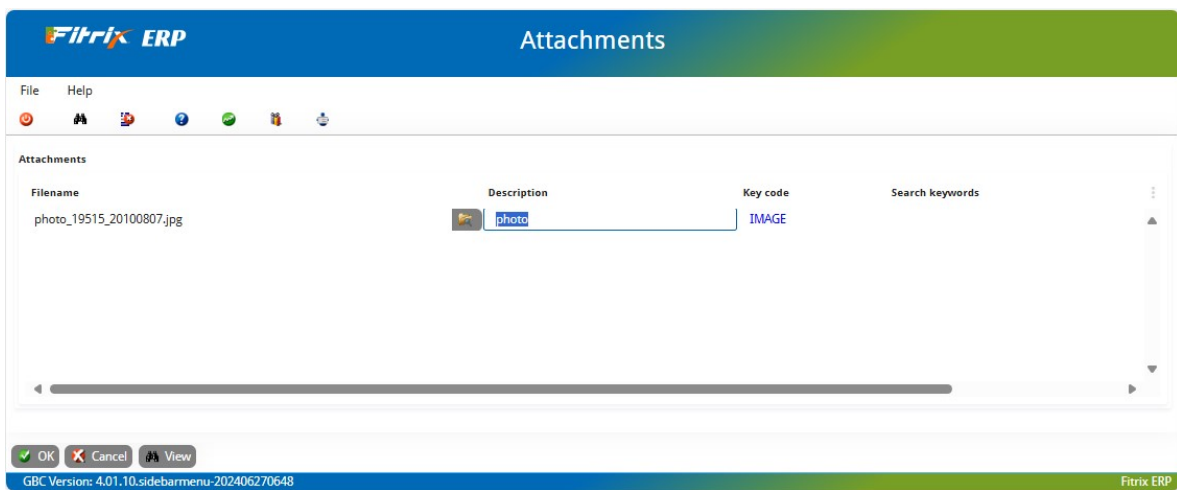 Fitrix ERP Attachments
File Help
Attachments
Filename Description Key code Search keywords
photo_19515_20100807.jpg photo IMAGE
OK Cancel View
GBC Version: 4.01.10.sidebarmenu-202406270648 Fitrix ERP